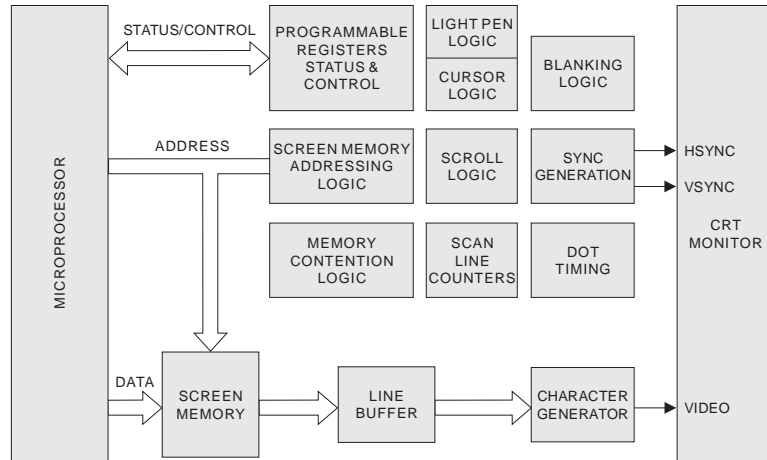 MICROPROCESSOR
STATUS/CONTROL
PROGRAMMABLE
REGISTERS
STATUS &
CONTROL
LIGHT PEN
LOGIC
CURSOR
LOGIC
BLANKING
LOGIC
ADDRESS
SCREEN MEMORY
ADDRESSING
LOGIC
SCROLL
LOGIC
SYNC
GENERATION
HSYNC
VSYNC
CRT
MONITOR
MEMORY
CONTENTION
LOGIC
SCAN
LINE
COUNTERS
DOT
TIMING
DATA
SCREEN
MEMORY
LINE
BUFFER
CHARACTER
GENERATOR
VIDEO